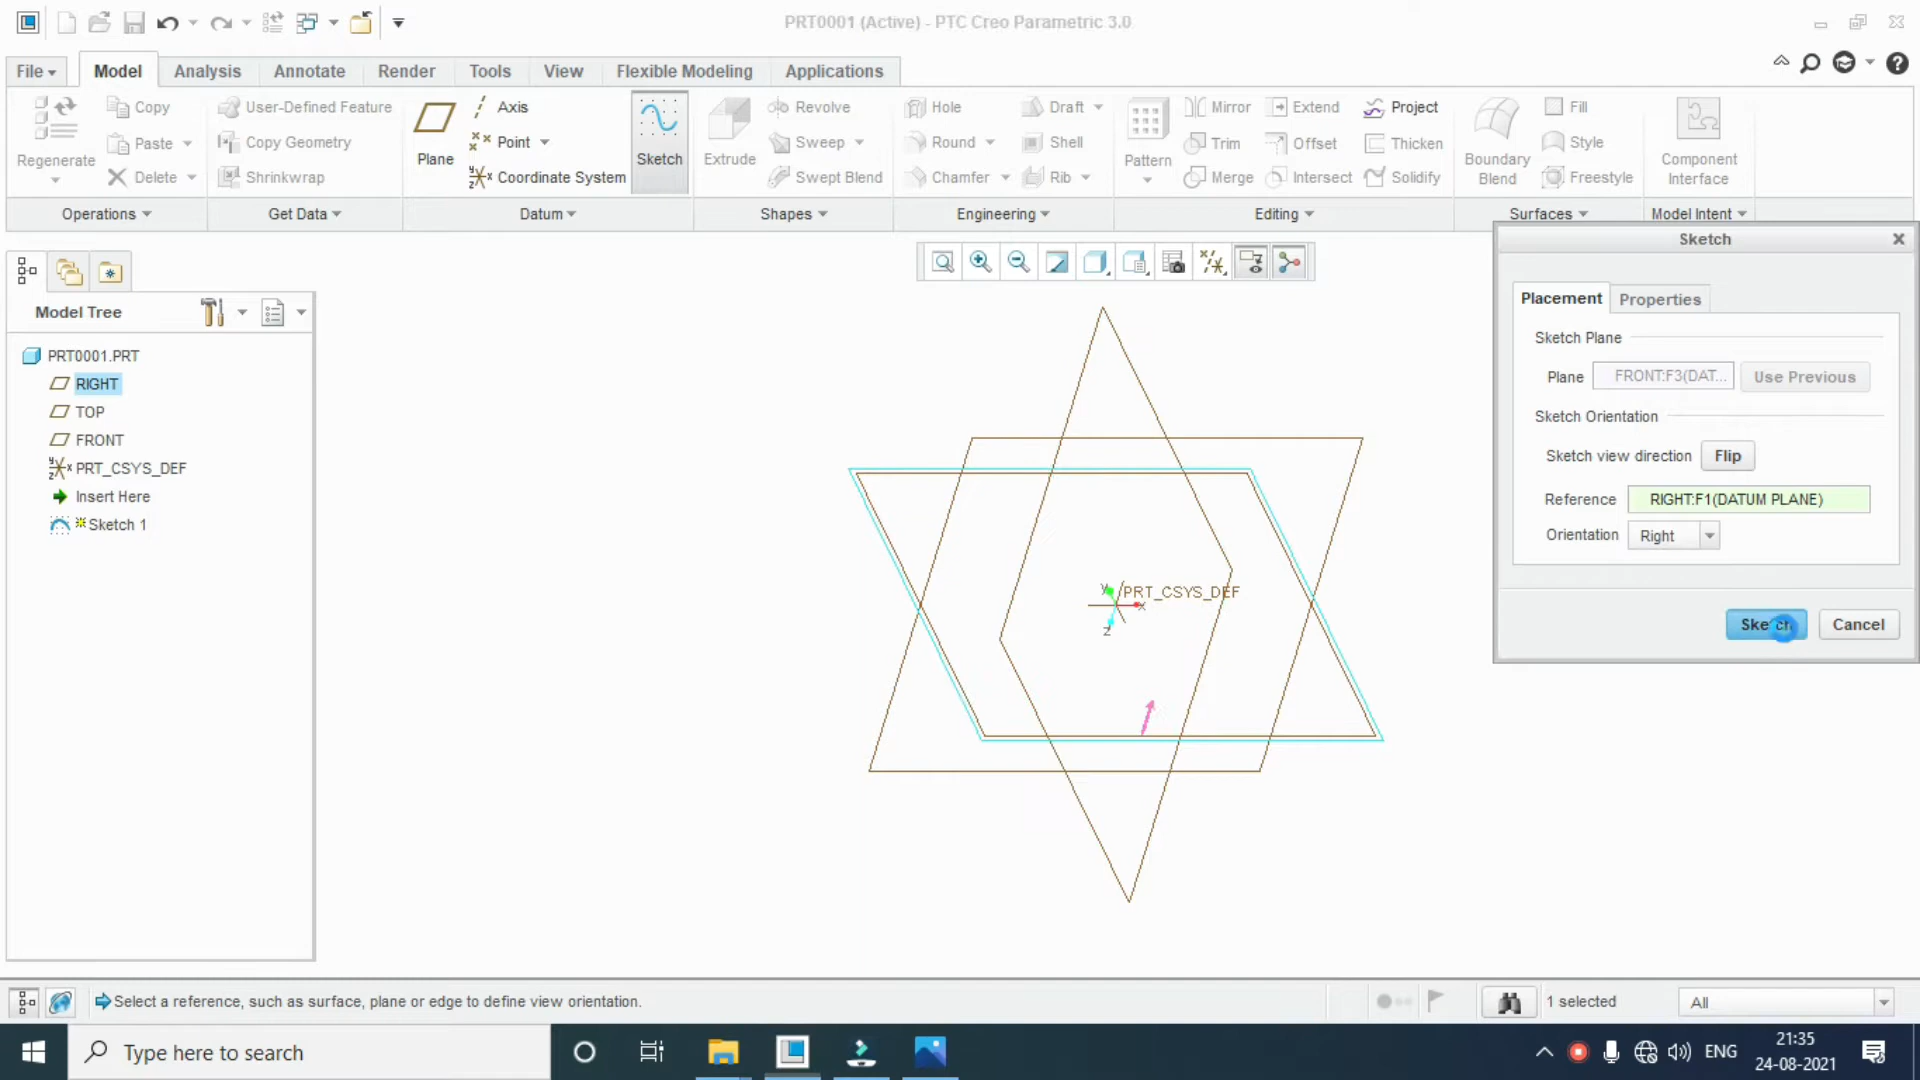 PRT0001 (Active) - PTC Creo Parametric 3.0
File
Model
Analysis
Annotate
Render
Tools
View
Flexible Modeling
Applications
Regenerate
Copy
Paste
Delete
Operations
User-Defined Feature
Copy Geometry
Shrinkwrap
Get Data
Plane
Axis
Point
Coordinate System
Sketch
Datum
Extrude
Revolve
Sweep
Swept Blend
Shapes
Hole
Round
Chamfer
Draft
Shell
Rib
Engineering
Pattern
Mirror
Trim
Merge
Extend
Offset
Intersect
Project
Thicken
Solidify
Editing
Boundary
Blend
Fill
Style
Freestyle
Surfaces
Component
Interface
Model Intent
Model Tree
PRT0001.PRT
RIGHT
TOP
FRONT
PRT_CSYS_DEF
Insert Here
Sketch 1
PRT_CSYS_DEF
y
x
z
Sketch
Placement
Properties
Sketch Plane
Plane
FRONT:F3(DAT...
Use Previous
Sketch Orientation
Sketch view direction
Flip
Reference
RIGHT:F1(DATUM PLANE)
Orientation
Right
Sketch
Cancel
Select a reference, such as surface, plane or edge to define view orientation.
1 selected
All
Type here to search
ENG
21:35
24-08-2021